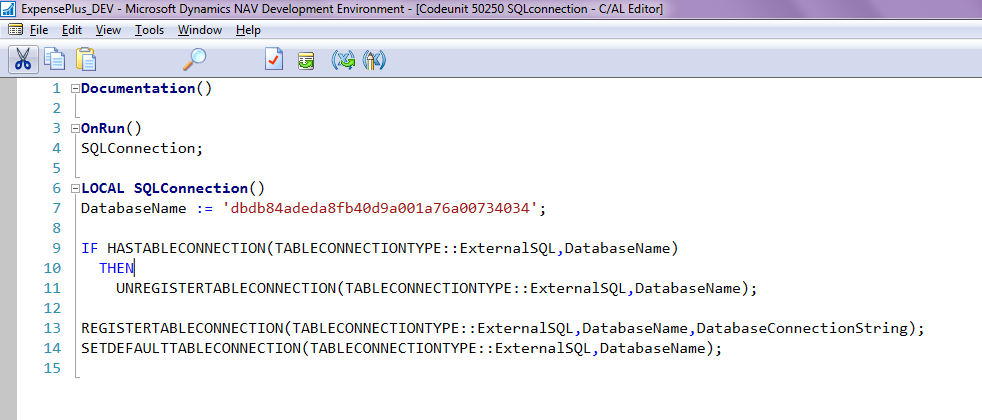 ExpensePlus_DEV - Microsoft Dynamics NAV Development Environment - [Codeunit 50250 SQLconnection - C/AL Editor]
File Edit View Tools Window Help
1 Documentation()
2
3 OnRun()
4 SQLConnection;
5
6 LOCAL SQLConnection()
7 DatabaseName := 'dbdb84adeda8fb40d9a001a76a00734034';
8
9 IF HASTABLECONNECTION(TABLECONNECTIONTYPE::ExternalSQL,DatabaseName)
10 THEN
11 UNREGISTERTABLECONNECTION(TABLECONNECTIONTYPE::ExternalSQL,DatabaseName);
12
13 REGISTERTABLECONNECTION(TABLECONNECTIONTYPE::ExternalSQL,DatabaseName,DatabaseConnectionString);
14 SETDEFAULTTABLECONNECTION(TABLECONNECTIONTYPE::ExternalSQL,DatabaseName);
15